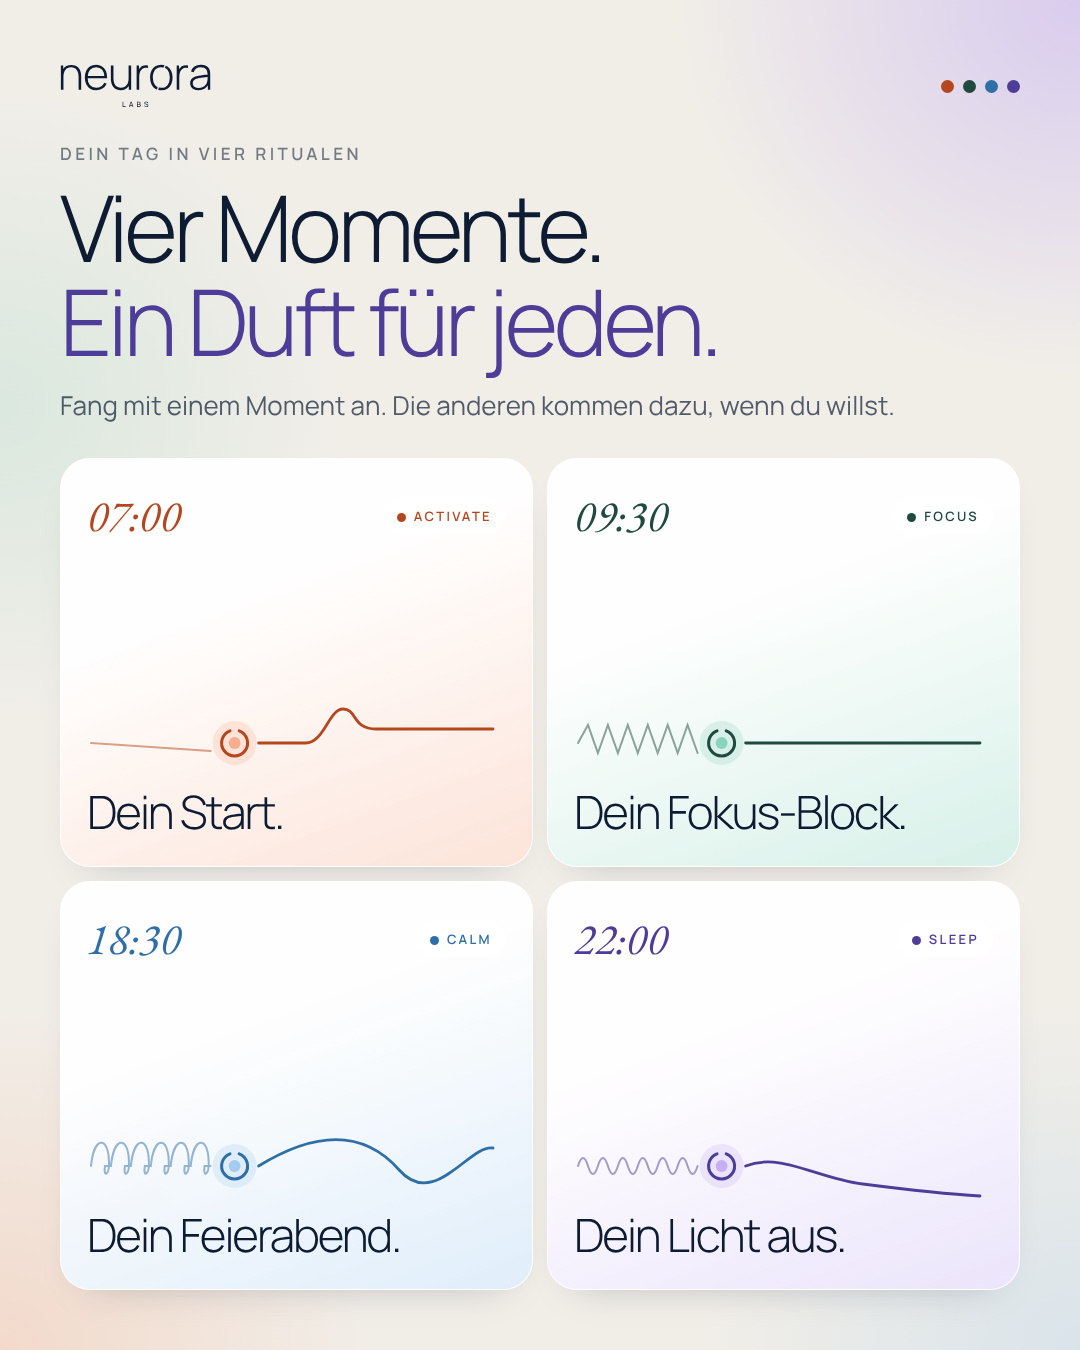 neurora
LABS
DEIN TAG IN VIER RITUALEN
Vier Momente.
Ein Duft für jeden.
Fang mit einem Moment an. Die anderen kommen dazu, wenn du willst.
07:00
ACTIVATE
Dein Start.
09:30
FOCUS
Dein Fokus-Block.
18:30
CALM
Dein Feierabend.
22:00
SLEEP
Dein Licht aus.